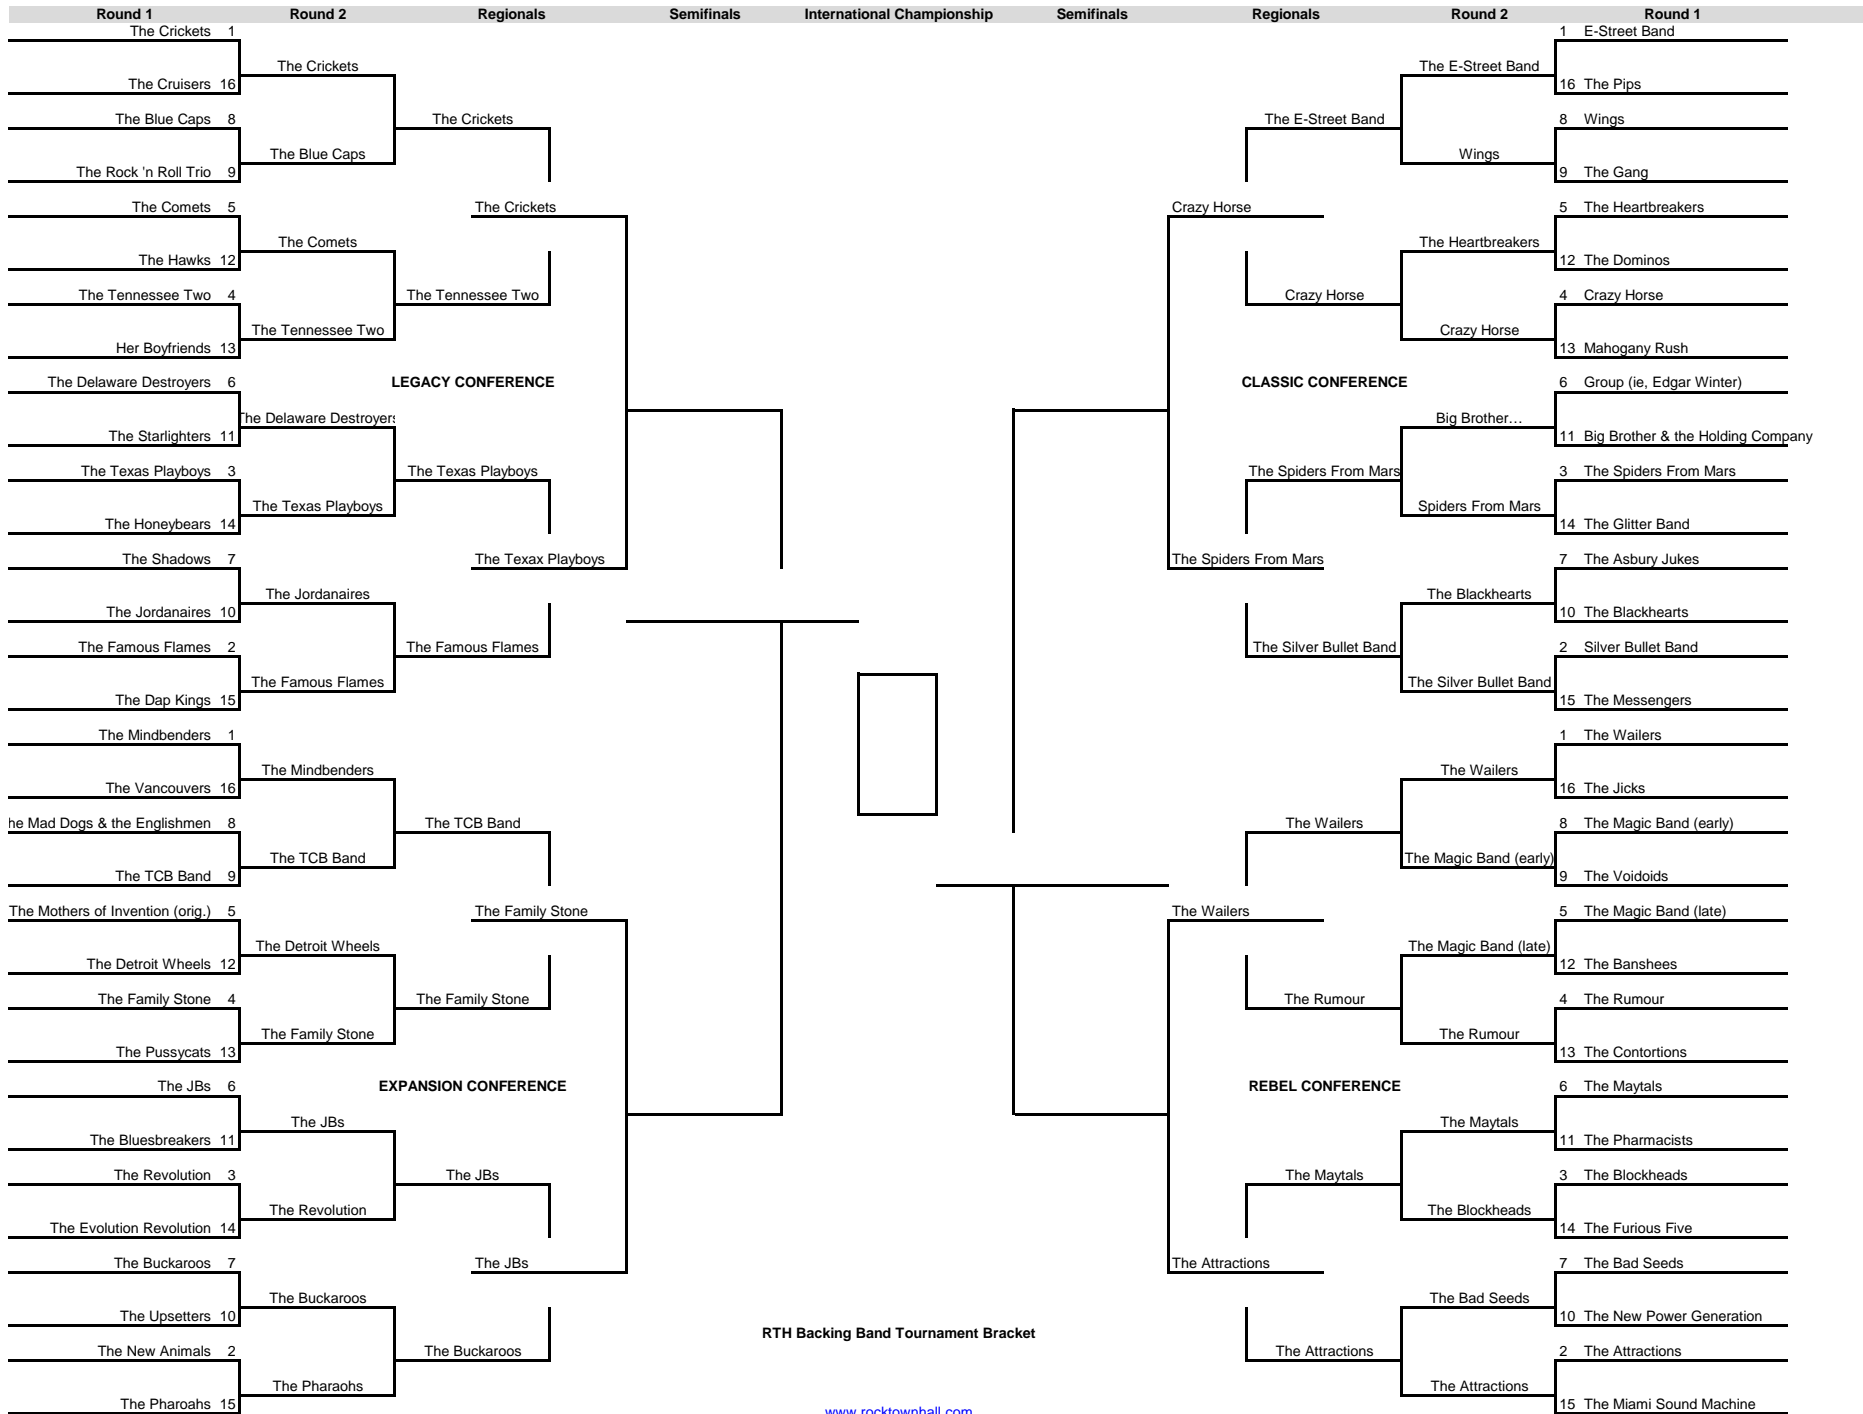 Round 1 Round 2 Regionals Semifinals International Championship Semifinals Regionals Round 2 Round 1
The Crickets 1
The Cruisers 16
The Blue Caps 8
The Rock 'n Roll Trio 9
The Comets 5
The Hawks 12
The Tennessee Two 4
Her Boyfriends 13
The Delaware Destroyers 6
The Starlighters 11
The Texas Playboys 3
The Honeybears 14
The Shadows 7
The Jordanaires 10
The Famous Flames 2
The Dap Kings 15
The Mindbenders 1
The Vancouvers 16
he Mad Dogs & the Englishmen 8
The TCB Band 9
The Mothers of Invention (orig.) 5
The Detroit Wheels 12
The Family Stone 4
The Pussycats 13
The JBs 6
The Bluesbreakers 11
The Revolution 3
The Evolution Revolution 14
The Buckaroos 7
The Upsetters 10
The New Animals 2
The Pharoahs 15
The Crickets
The Blue Caps
The Comets
The Tennessee Two
The Delaware Destroyers
The Texas Playboys
The Jordanaires
The Famous Flames
The Mindbenders
The TCB Band
The Detroit Wheels
The Family Stone
The JBs
The Revolution
The Buckaroos
The Pharaohs
The Crickets
The Tennessee Two
LEGACY CONFERENCE
The Texas Playboys
The Famous Flames
The TCB Band
The Family Stone
EXPANSION CONFERENCE
The JBs
The Buckaroos
The Crickets
The Texax Playboys
The Family Stone
The JBs
RTH Backing Band Tournament Bracket
www.rocktownhall.com
Crazy Horse
The Spiders From Mars
The Wailers
The Attractions
The E-Street Band
Crazy Horse
CLASSIC CONFERENCE
The Spiders From Mars
The Silver Bullet Band
The Wailers
The Rumour
REBEL CONFERENCE
The Maytals
The Attractions
The E-Street Band
Wings
The Heartbreakers
Crazy Horse
Big Brother…
Spiders From Mars
The Blackhearts
The Silver Bullet Band
The Wailers
The Magic Band (early)
The Magic Band (late)
The Rumour
The Maytals
The Blockheads
The Bad Seeds
The Attractions
1 E-Street Band
16 The Pips
8 Wings
9 The Gang
5 The Heartbreakers
12 The Dominos
4 Crazy Horse
13 Mahogany Rush
6 Group (ie, Edgar Winter)
11 Big Brother & the Holding Company
3 The Spiders From Mars
14 The Glitter Band
7 The Asbury Jukes
10 The Blackhearts
2 Silver Bullet Band
15 The Messengers
1 The Wailers
16 The Jicks
8 The Magic Band (early)
9 The Voidoids
5 The Magic Band (late)
12 The Banshees
4 The Rumour
13 The Contortions
6 The Maytals
11 The Pharmacists
3 The Blockheads
14 The Furious Five
7 The Bad Seeds
10 The New Power Generation
2 The Attractions
15 The Miami Sound Machine